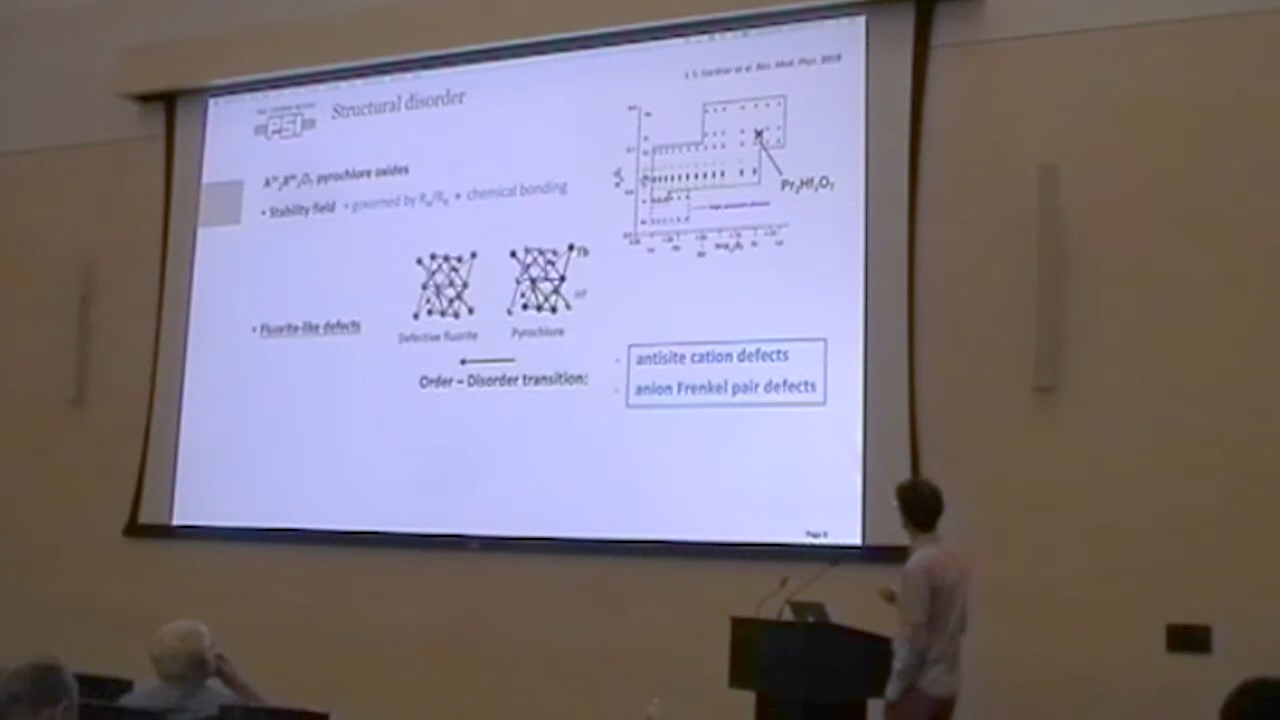 J. S. Gardner et al. Rev. Mod. Phys. 2010
PSI
Structural disorder
A³⁺₂B⁴⁺₂O₇ pyrochlore oxides
• Stability field
governed by R_A/R_B + chemical bonding
Pr₂Hf₂O₇
Tb
Hf
• Fluorite-like defects
Defective fluorite
Pyrochlore
Order – Disorder transition:
- antisite cation defects
- anion Frenkel pair defects